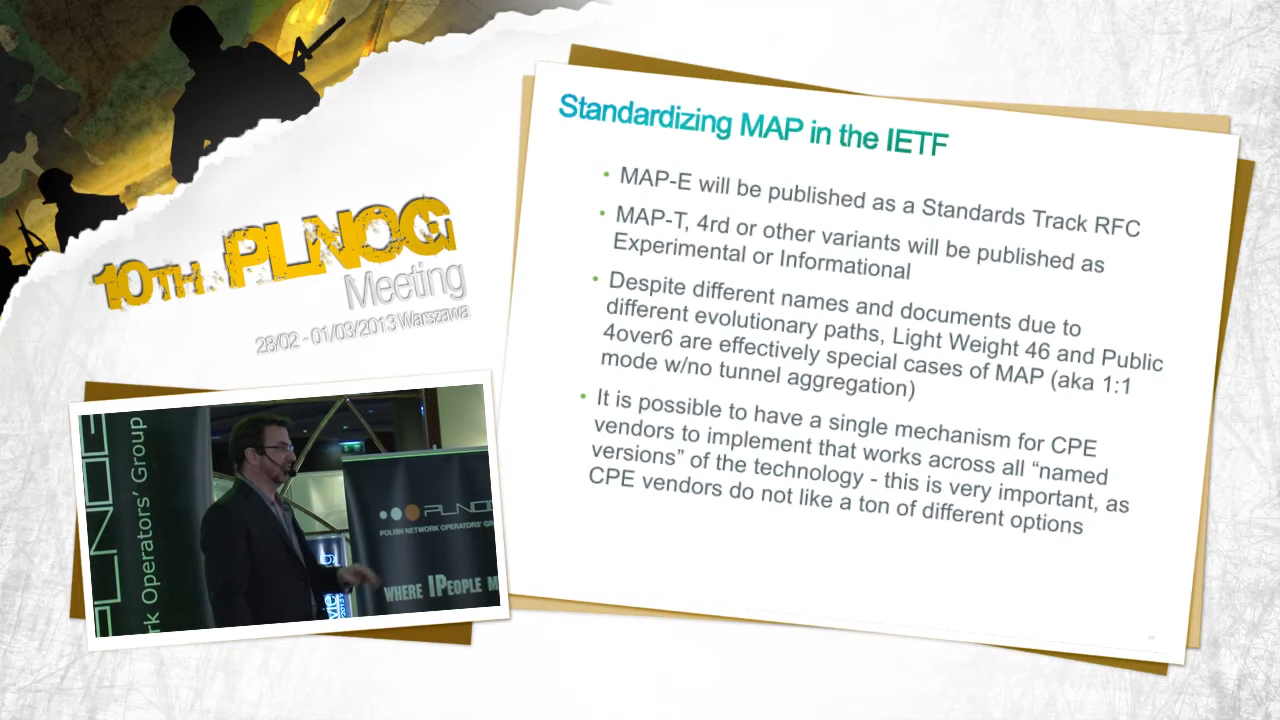 10TH PLNOG
Meeting
28/02 - 01/03/2013 Warszawa
Standardizing MAP in the IETF
• MAP-E will be published as a Standards Track RFC
• MAP-T, 4rd or other variants will be published as
Experimental or Informational
• Despite different names and documents due to
different evolutionary paths, Light Weight 46 and Public
4over6 are effectively special cases of MAP (aka 1:1
mode w/no tunnel aggregation)
• It is possible to have a single mechanism for CPE
vendors to implement that works across all “named
versions” of the technology - this is very important, as
CPE vendors do not like a ton of different options
PLNOG
rk Operators' Group
PLNOG
POLISH NETWORK OPERATORS' GR
WHERE IPEOPLE M